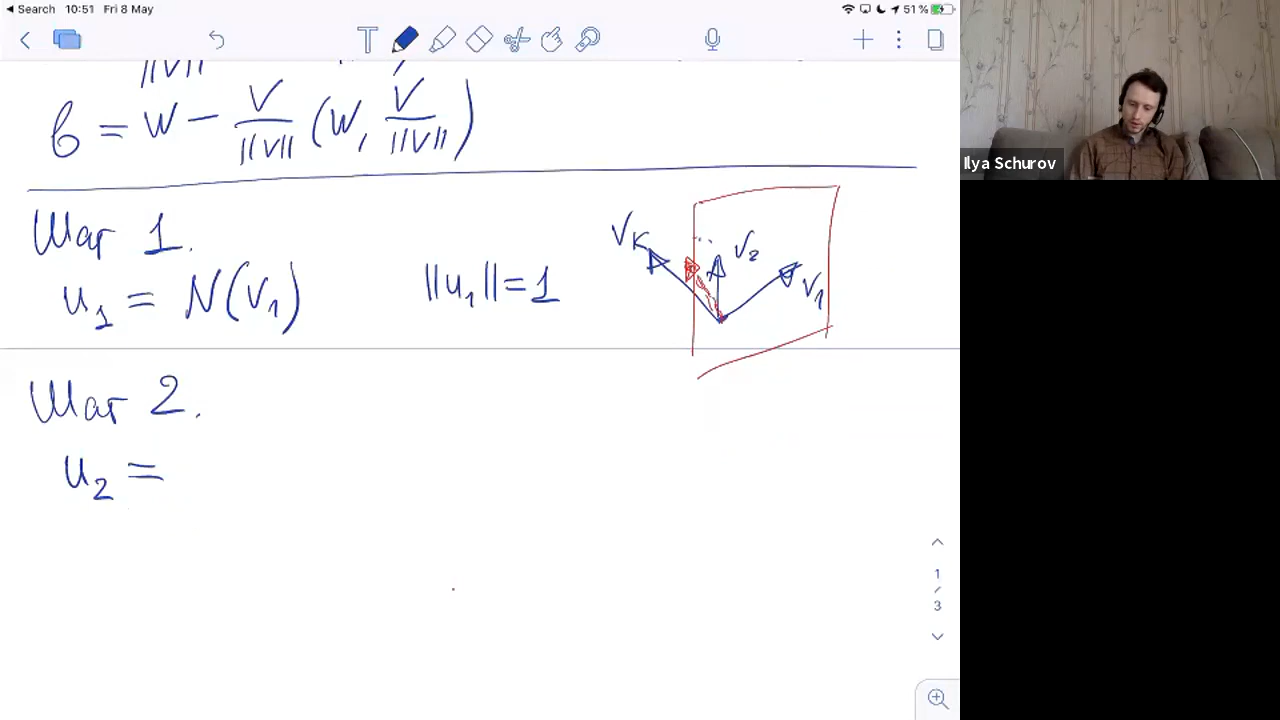 Search 10:51 Fri 8 May 51%
||v||
b = w - v/||v|| (w, v/||v||)
Шаг 1.
u₁ = N(v₁) ||u₁|| = 1
vₖ v₂ v₁
Шаг 2.
u₂ =
Ilya Schurov
1
/
3